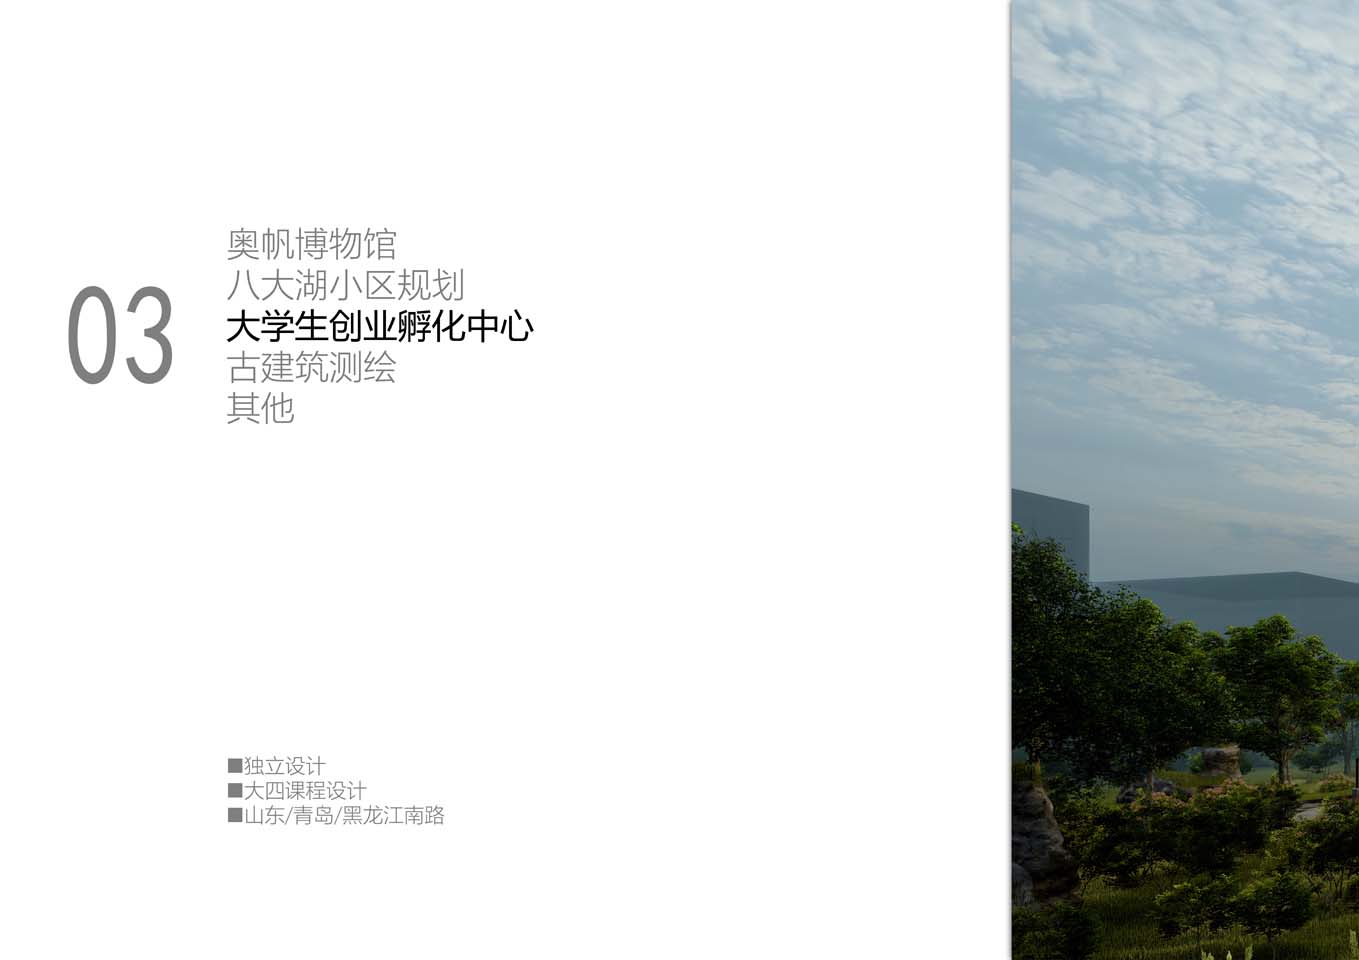 03
奥帆博物馆
八大湖小区规划
大学生创业孵化中心
古建筑测绘
其他
■独立设计
■大四课程设计
■山东/青岛/黑龙江南路